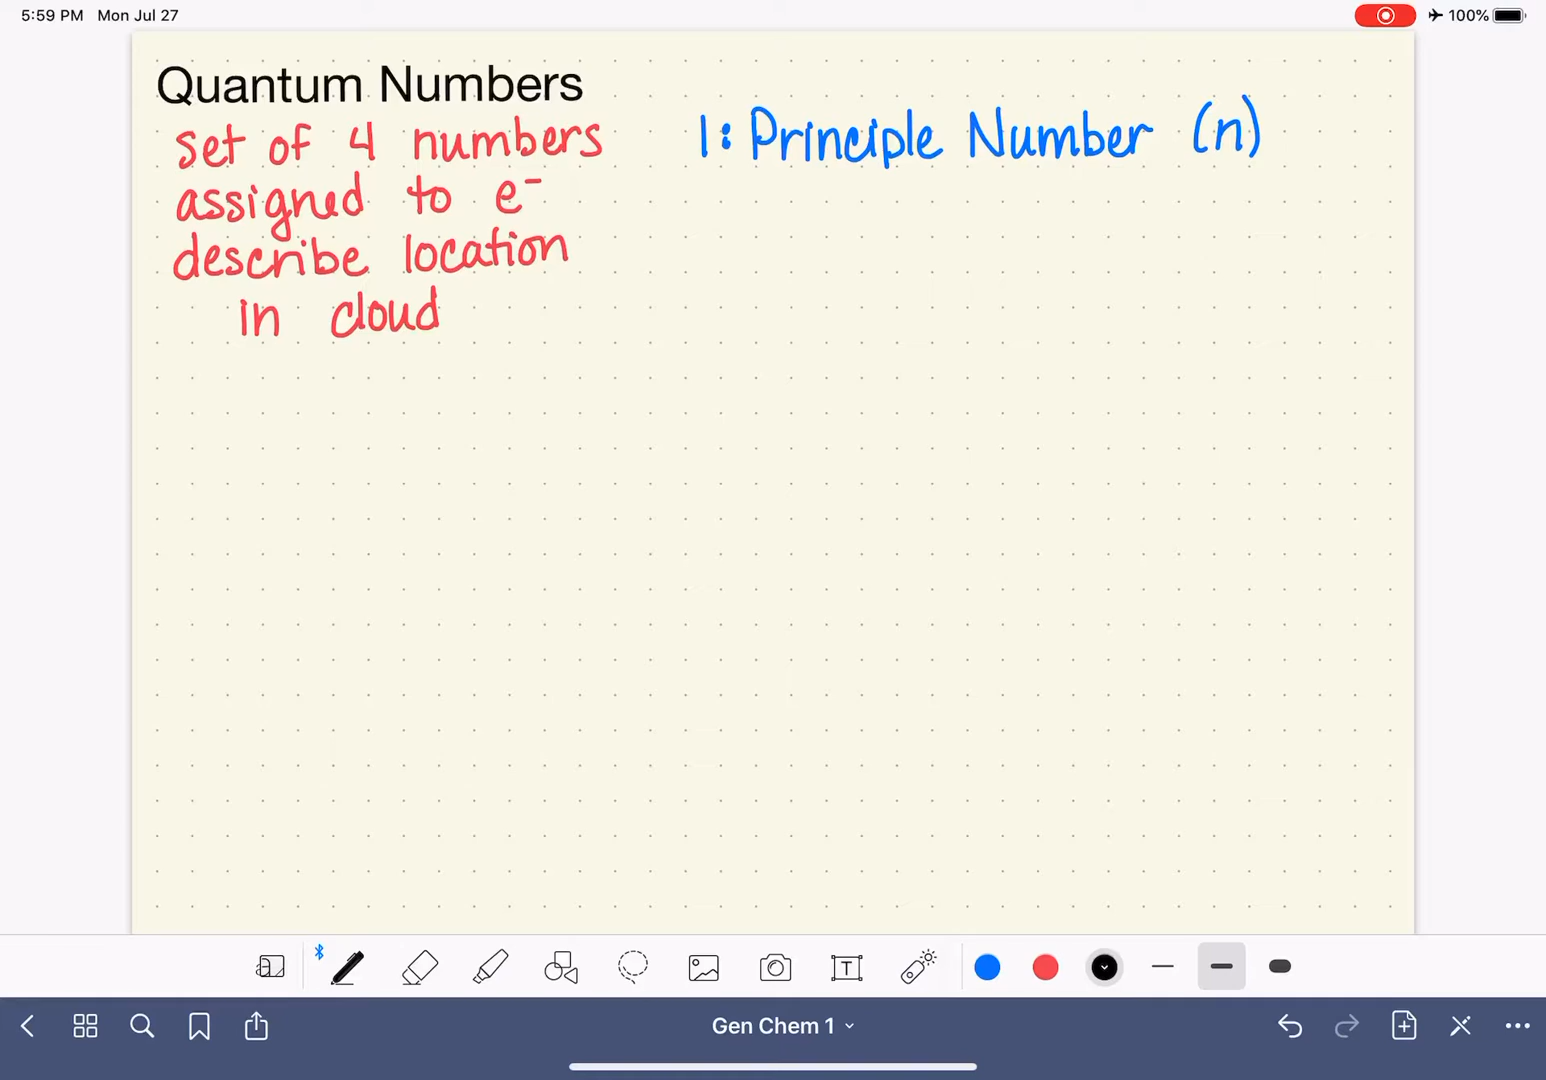 5:59 PM Mon Jul 27
100%
Quantum Numbers
set of 4 numbers
assigned to e⁻
describe location
in cloud
1: Principle Number (n)
T
Gen Chem 1